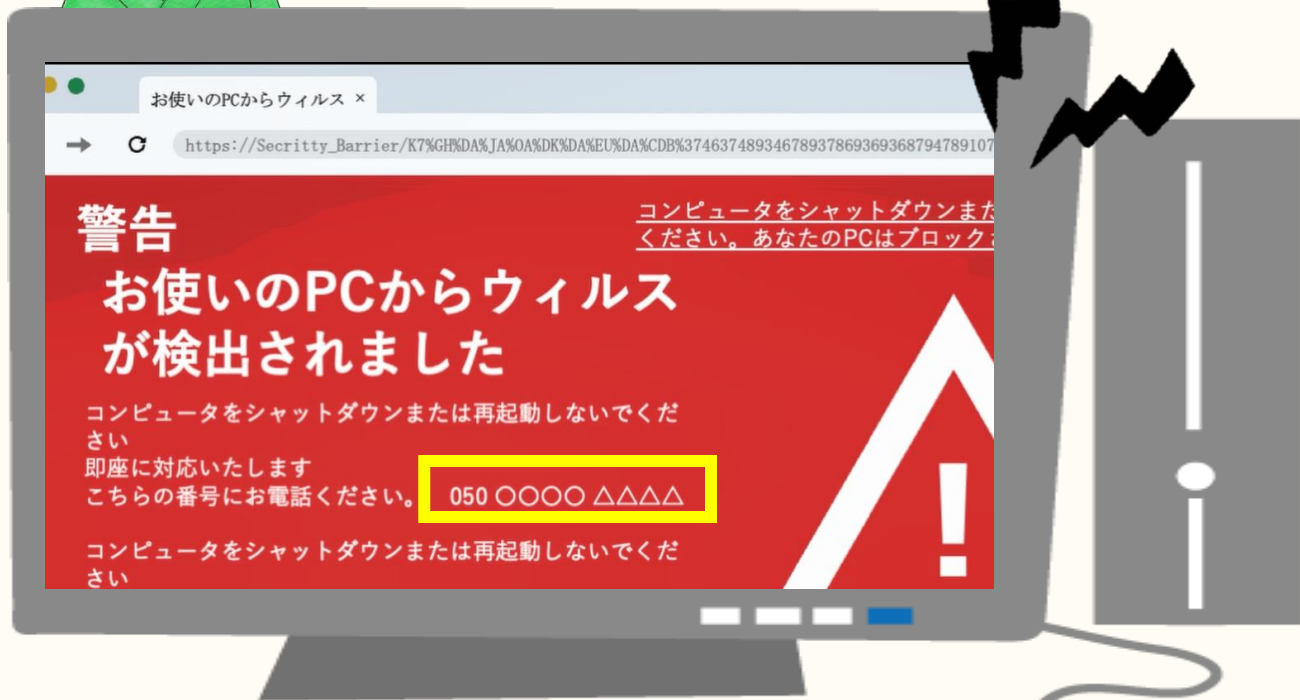 お使いのPCからウィルス ×
https://Secritty_Barrier/K7%GH%DA%JA%OA%DK%DA%EU%DA%CDB%37463748934678937869369368794789107
警告
コンピュータをシャットダウンまた
ください。あなたのPCはブロック
お使いのPCからウィルス
が検出されました
コンピュータをシャットダウンまたは再起動しないでくだ
さい
即座に対応いたします
こちらの番号にお電話ください。 050 〇〇〇〇 △△△△
コンピュータをシャットダウンまたは再起動しないでくだ
さい
!